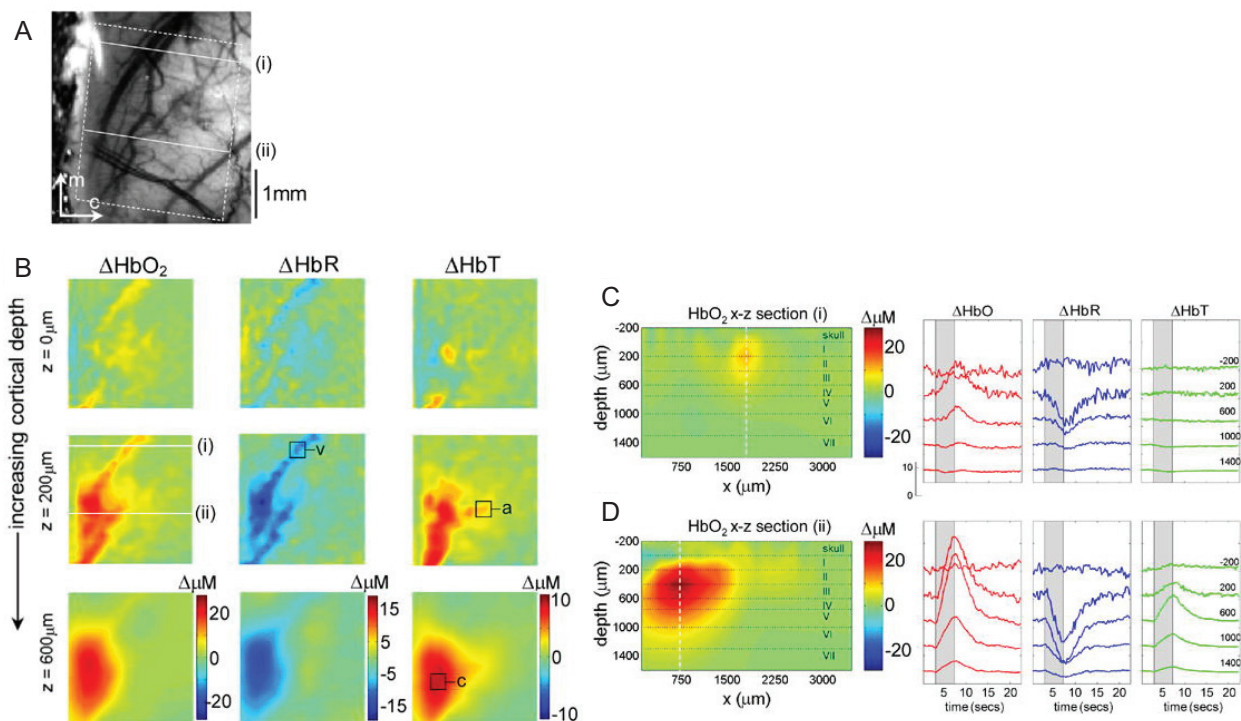 A
(i)
(ii)
m
c
1mm
B
ΔHbO₂
ΔHbR
ΔHbT
increasing cortical depth
z = 0μm
z = 200μm
z = 600μm
(i)
(ii)
v
a
c
ΔμM
20
0
-20
ΔμM
15
5
-5
-15
ΔμM
10
0
-10
C
HbO₂ x-z section (i)
ΔμM
-200
200
600
1000
1400
depth (μm)
skull
I
II
III
IV
V
VI
VII
750
2250
3000
x (μm)
20
0
-20
ΔHbO
ΔHbR
ΔHbT
-200
200
600
1000
1400
10
0
D
HbO₂ x-z section (ii)
ΔμM
-200
200
600
1000
1400
depth (μm)
skull
I
II
III
IV
V
VI
VII
750
2250
3000
x (μm)
20
0
-20
-200
200
600
1000
1400
5 10 15 20
5 10 15 20
5 10 15 20
time (secs)
time (secs)
time (secs)